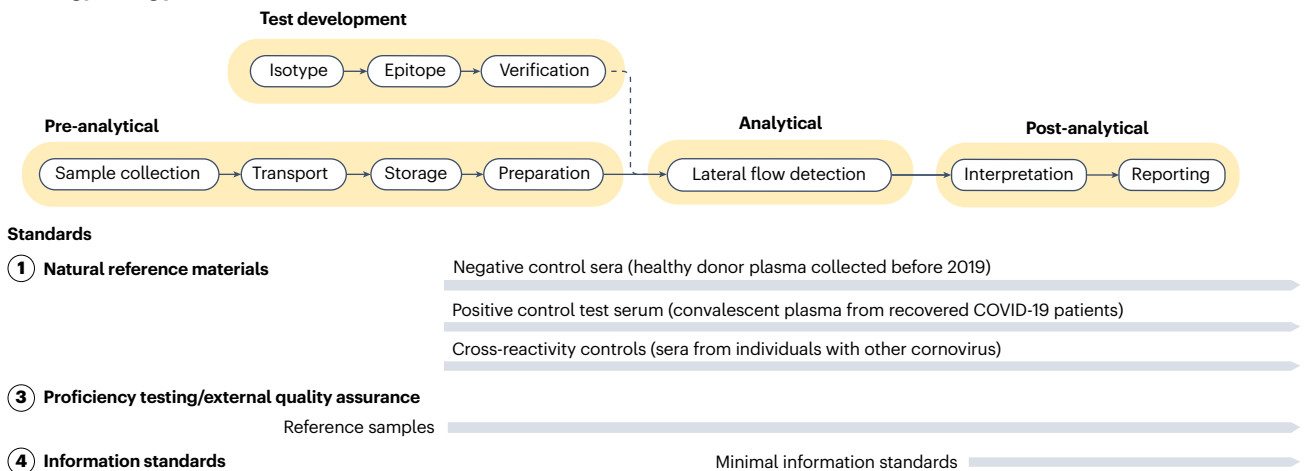 Test development
Isotype Epitope Verification
Pre-analytical
Analytical
Post-analytical
Sample collection Transport Storage Preparation Lateral flow detection Interpretation Reporting
Standards
1 Natural reference materials
Negative control sera (healthy donor plasma collected before 2019)
Positive control test serum (convalescent plasma from recovered COVID-19 patients)
Cross-reactivity controls (sera from individuals with other cornovirus)
3 Proficiency testing/external quality assurance
Reference samples
4 Information standards
Minimal information standards